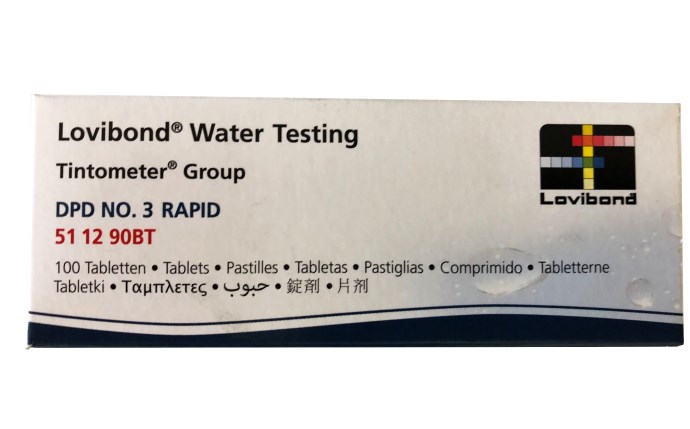 Lovibond® Water Testing
Tintometer® Group
Lovibond
DPD NO. 3 RAPID
51 12 90BT
100 Tabletten • Tablets • Pastilles • Tabletas • Pastiglias • Comprimido • Tabletterne
Tabletki • Ταμπλετες • حبوب • 錠剤 • 片剂